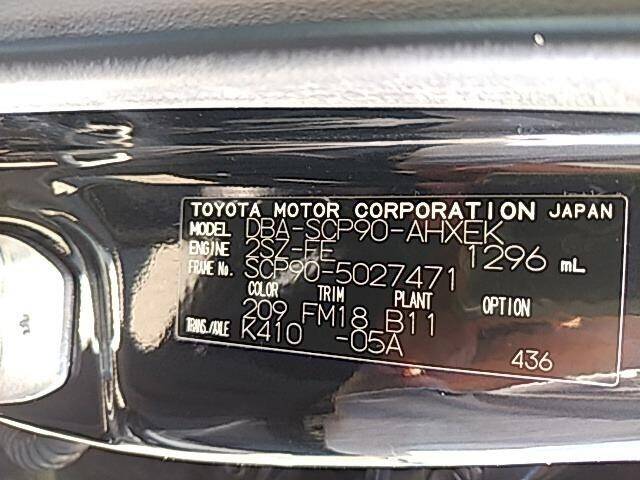 TOYOTA MOTOR CORPORATION JAPAN
MODEL DBA-SCP90-AHXEK
ENGINE 2SZ-FE 1296 mL
FRAME No. SCP90-5027471
COLOR TRIM PLANT OPTION
209 FM18 B11
TRANS./AXLE K410 -05A
436